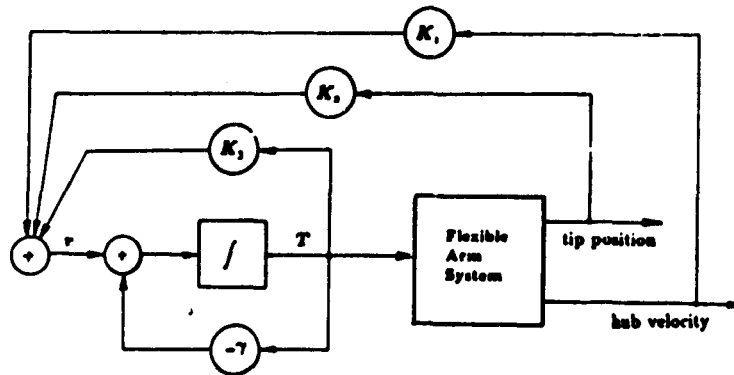 K₁
K₂
K₃
+
r
+
∫
T
Flexible
Arm
System
tip position
hub velocity
-γ